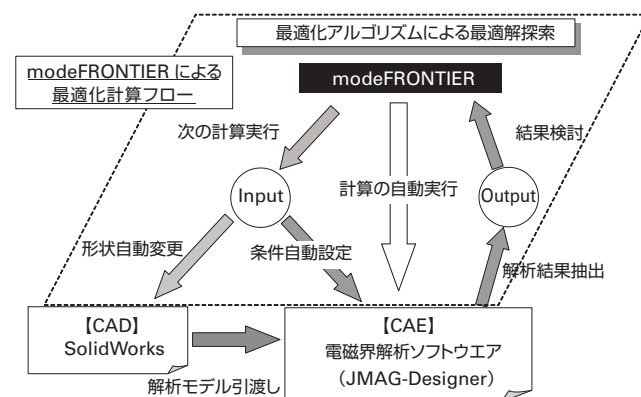 最適化アルゴリズムによる最適解探索
modeFRONTIER による
最適化計算フロー
modeFRONTIER
次の計算実行
結果検討
Input
計算の自動実行
Output
形状自動変更
条件自動設定
解析結果抽出
【CAD】
SolidWorks
【CAE】
電磁界解析ソフトウエア
（JMAG-Designer）
解析モデル引渡し